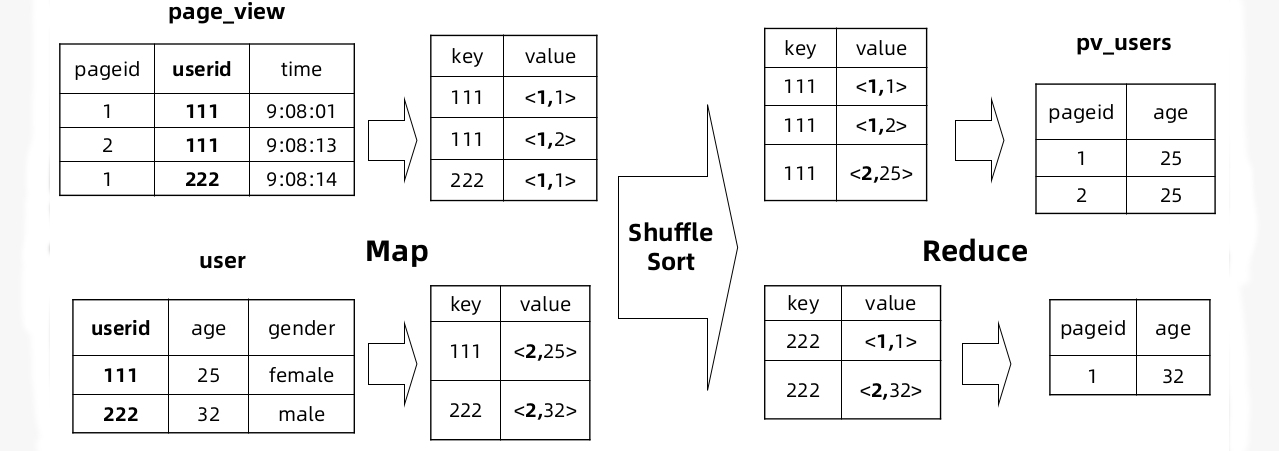 page_view
pageid userid time
1 111 9:08:01
2 111 9:08:13
1 222 9:08:14
key value
111 <1,1>
111 <1,2>
222 <1,1>
user
userid age gender
111 25 female
222 32 male
Map
key value
111 <2,25>
222 <2,32>
Shuffle
Sort
key value
111 <1,1>
111 <1,2>
111 <2,25>
pv_users
pageid age
1 25
2 25
Reduce
key value
222 <1,1>
222 <2,32>
pageid age
1 32